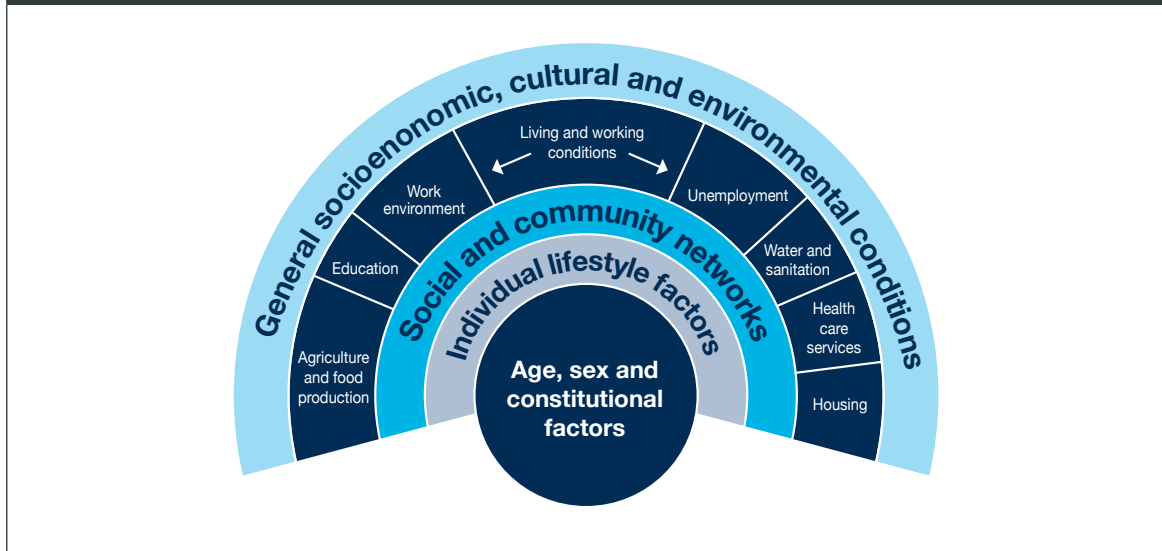 General socioenonomic, cultural and environmental conditions
Living and working
conditions
Work
environment
Unemployment
Education
Water and
sanitation
Agriculture
and food
production
Health
care
services
Housing
Social and community networks
Individual lifestyle factors
Age, sex and
constitutional
factors